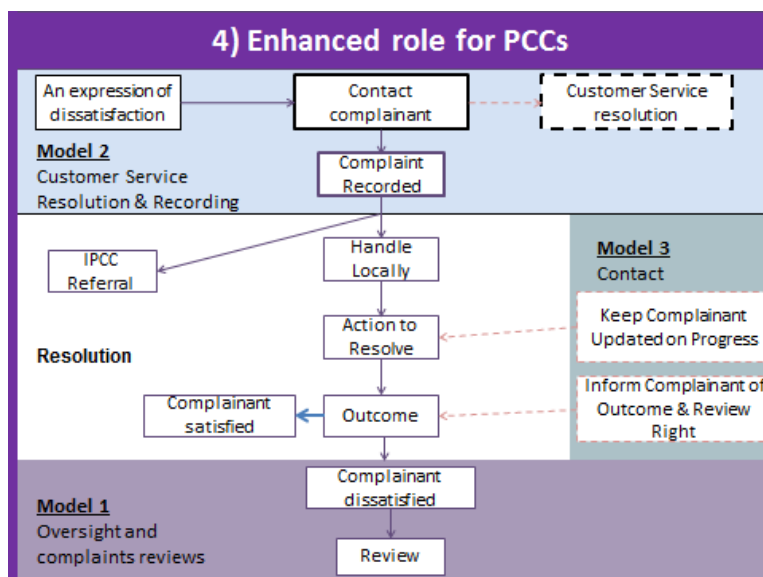 4) Enhanced role for PCCs
An expression of
dissatisfaction
Contact
complainant
Customer Service
resolution
Model 2
Customer Service
Resolution & Recording
Complaint
Recorded
IPCC
Referral
Handle
Locally
Model 3
Contact
Action to
Resolve
Keep Complainant
Updated on Progress
Resolution
Complainant
satisfied
Outcome
Inform Complainant of
Outcome & Review
Right
Complainant
dissatisfied
Model 1
Oversight and
complaints reviews
Review